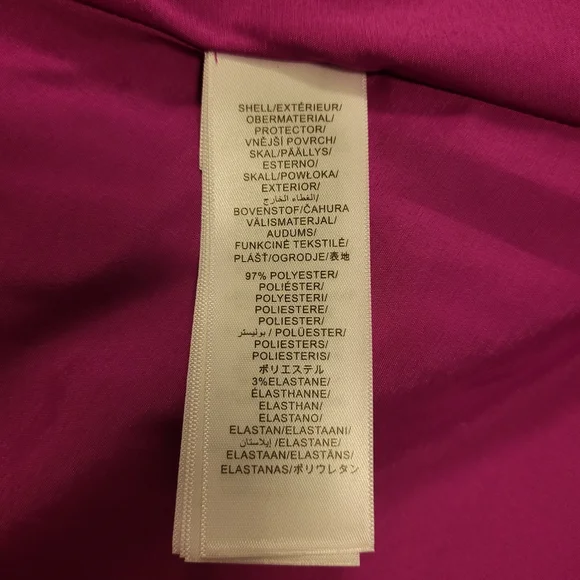 SHELL/EXTÉRIEUR/
OBERMATERIAL/
PROTECTOR/
VNĚJŠÍ POVRCH/
SKAL/PÄÄLLYS/
ESTERNO/
SKALL/POWŁOKA/
EXTERIOR/
الغطاء الخارج/
BOVENSTOF/ČAHURA
VÄLISMATERJAL/
AUDUMS/
FUNKCINĖ TEKSTILĖ/
PLÁŠŤ/OGRODJE/表地
97% POLYESTER/
POLIÉSTER/
POLYESTERI/
POLIESTERE/
POLIESTER/
بوليستر / POLÜESTER/
POLIESTERS/
POLIESTERIS/
ポリエステル
3%ELASTANE/
ÉLASTHANNE/
ELASTHAN/
ELASTANO/
ELASTAN/ELASTAANI/
إيلاستان /ELASTANE/
ELASTAAN/ELASTĀNS/
ELASTANAS/ポリウレタン